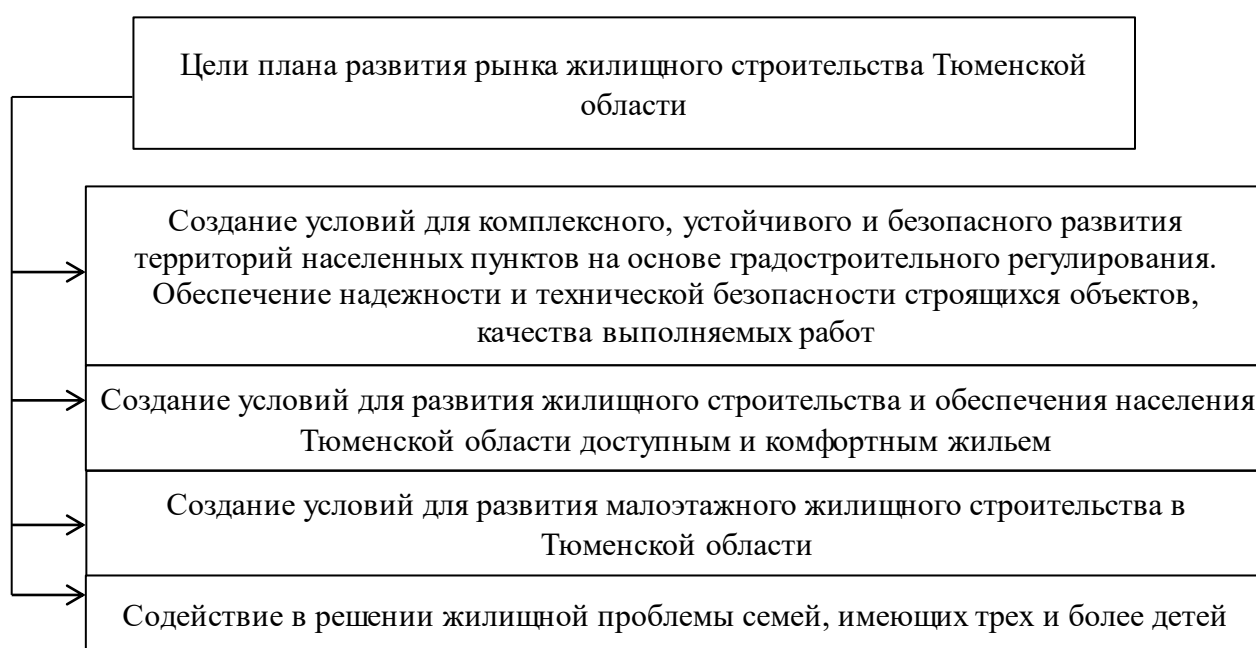 Цели плана развития рынка жилищного строительства Тюменской
области
Создание условий для комплексного, устойчивого и безопасного развития
территорий населенных пунктов на основе градостроительного регулирования.
Обеспечение надежности и технической безопасности строящихся объектов,
качества выполняемых работ
Создание условий для развития жилищного строительства и обеспечения населения
Тюменской области доступным и комфортным жильем
Создание условий для развития малоэтажного жилищного строительства в
Тюменской области
Содействие в решении жилищной проблемы семей, имеющих трех и более детей